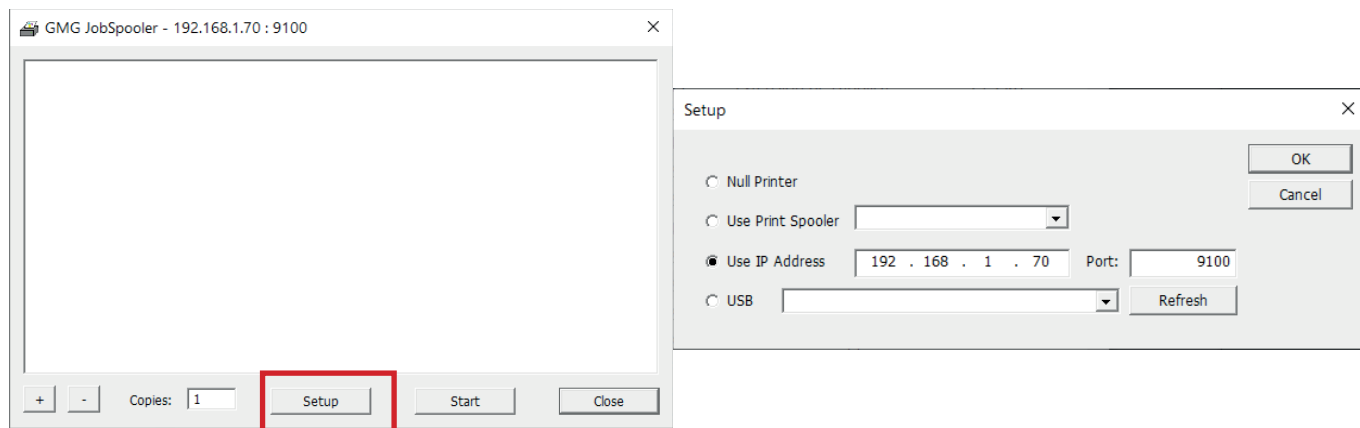 GMG JobSpooler - 192.168.1.70 : 9100
+ - Copies: 1 Setup Start Close
Setup
OK
Null Printer
Cancel
Use Print Spooler
Use IP Address 192 . 168 . 1 . 70 Port: 9100
USB Refresh